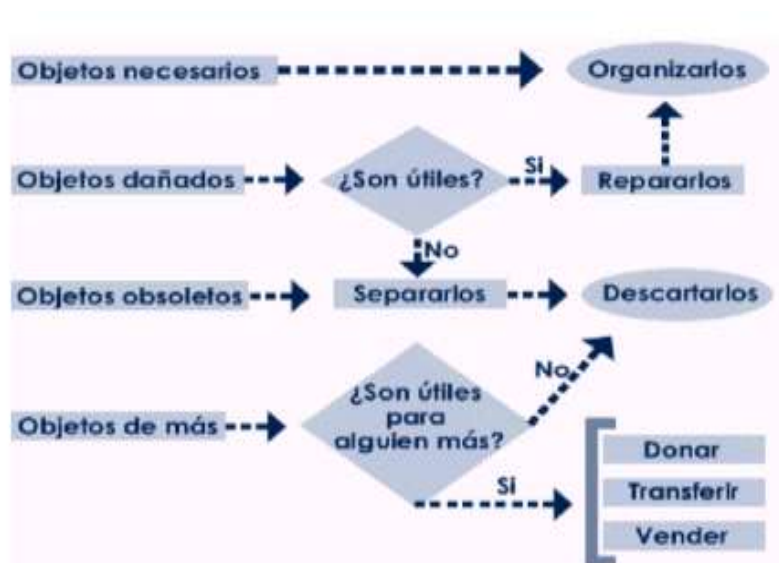 Objetos necesarios
Organizarlos
Objetos dañados
¿Son útiles?
Si
Repararlos
No
Objetos obsoletos
Separarlos
Descartarlos
Objetos de más
¿Son útiles
para
alguien más?
No
Si
Donar
Transferir
Vender